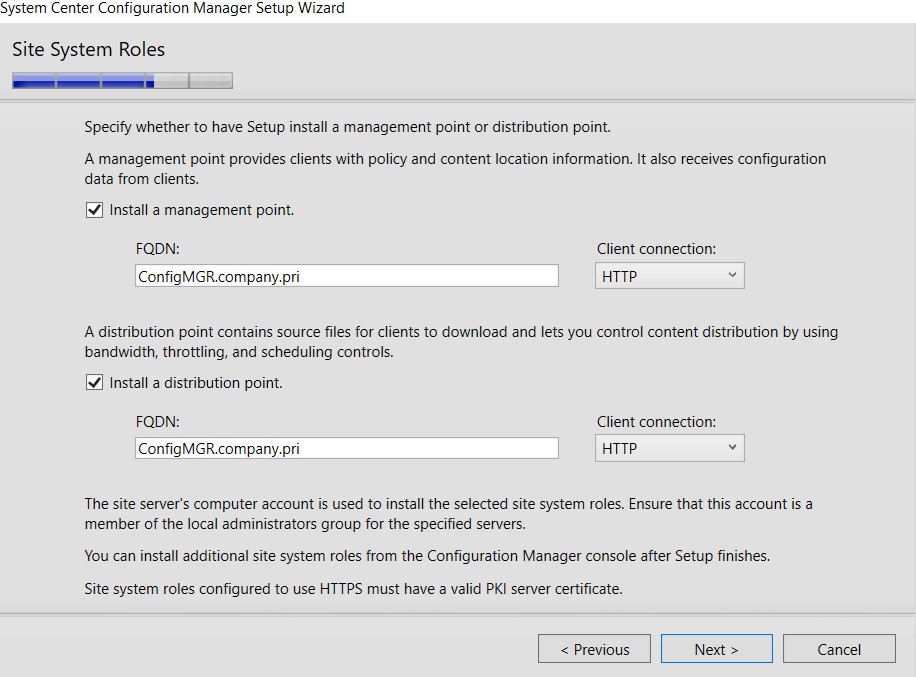 System Center Configuration Manager Setup Wizard
Site System Roles
Specify whether to have Setup install a management point or distribution point.
A management point provides clients with policy and content location information. It also receives configuration
data from clients.
Install a management point.
FQDN: Client connection:
ConfigMGR.company.pri HTTP
A distribution point contains source files for clients to download and lets you control content distribution by using
bandwidth, throttling, and scheduling controls.
Install a distribution point.
FQDN: Client connection:
ConfigMGR.company.pri HTTP
The site server's computer account is used to install the selected site system roles. Ensure that this account is a
member of the local administrators group for the specified servers.
You can install additional site system roles from the Configuration Manager console after Setup finishes.
Site system roles configured to use HTTPS must have a valid PKI server certificate.
< Previous Next > Cancel